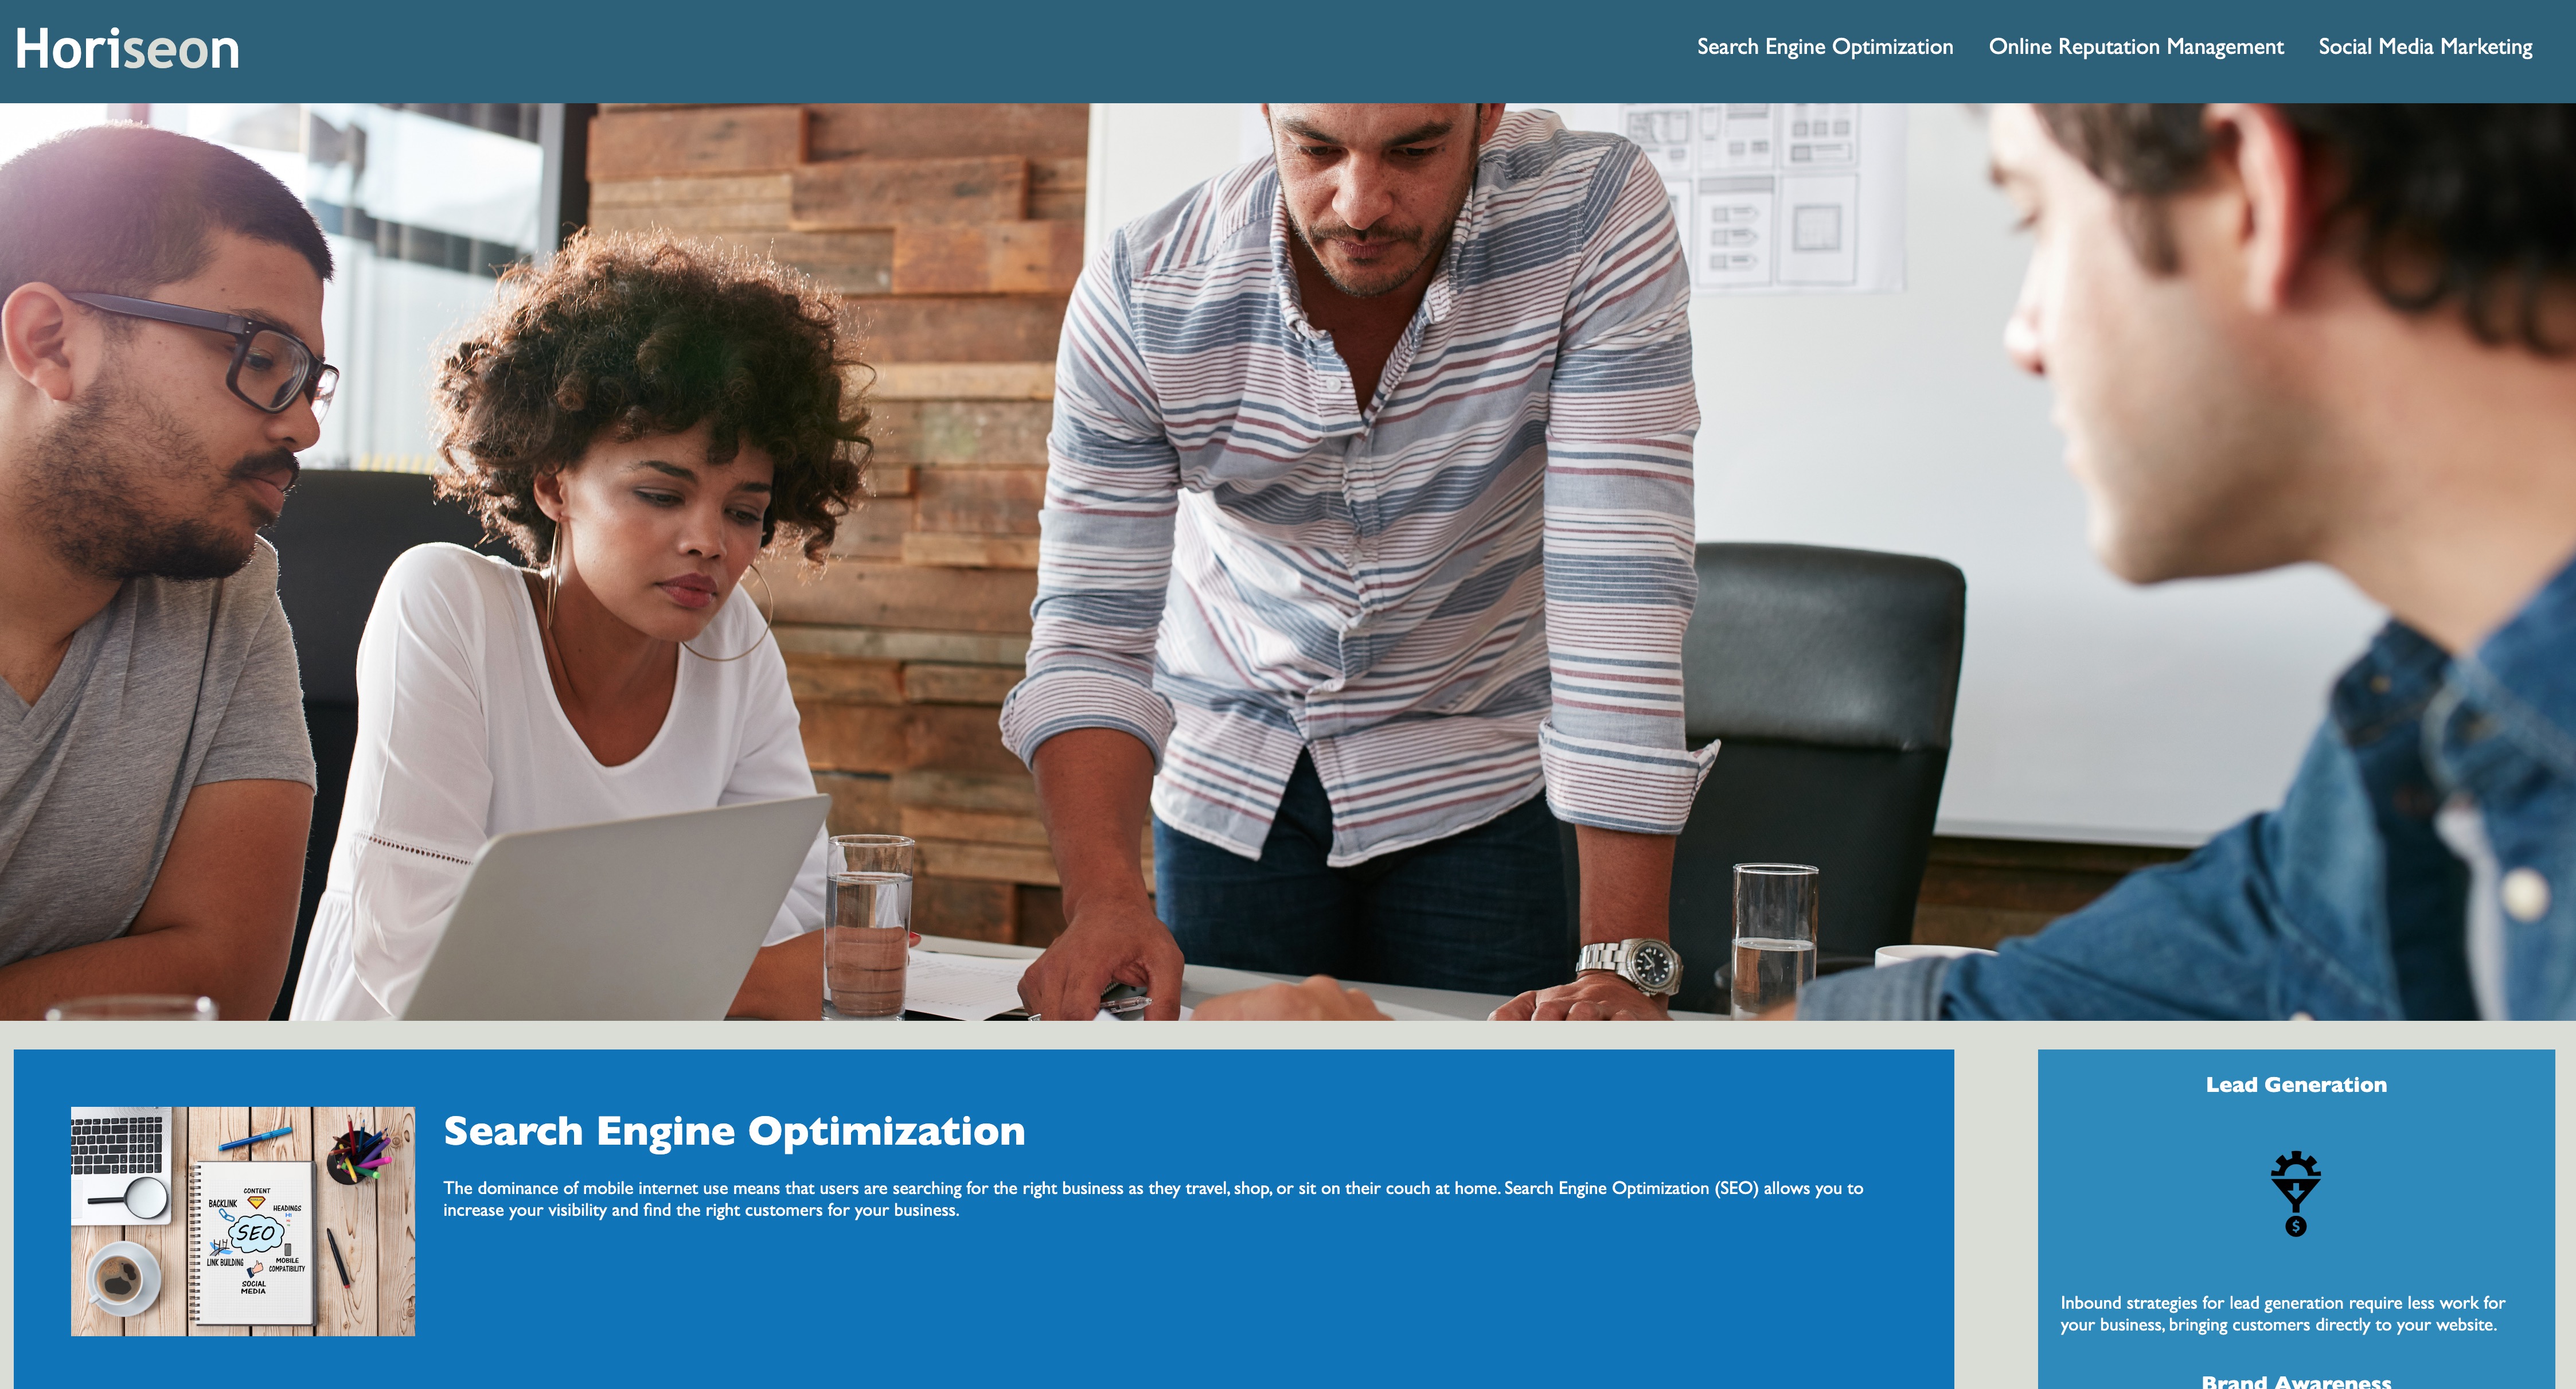 Horiseon
Search Engine Optimization
Online Reputation Management
Social Media Marketing
Search Engine Optimization
The dominance of mobile internet use means that users are searching for the right business as they travel, shop, or sit on their couch at home. Search Engine Optimization (SEO) allows you to
increase your visibility and find the right customers for your business.
CONTENT
BACKLINK
HEADINGS
SEO
LINK BUILDING
MOBILE
COMPATIBILITY
SOCIAL
MEDIA
Lead Generation
$
Inbound strategies for lead generation require less work for
your business, bringing customers directly to your website.
Brand Awareness